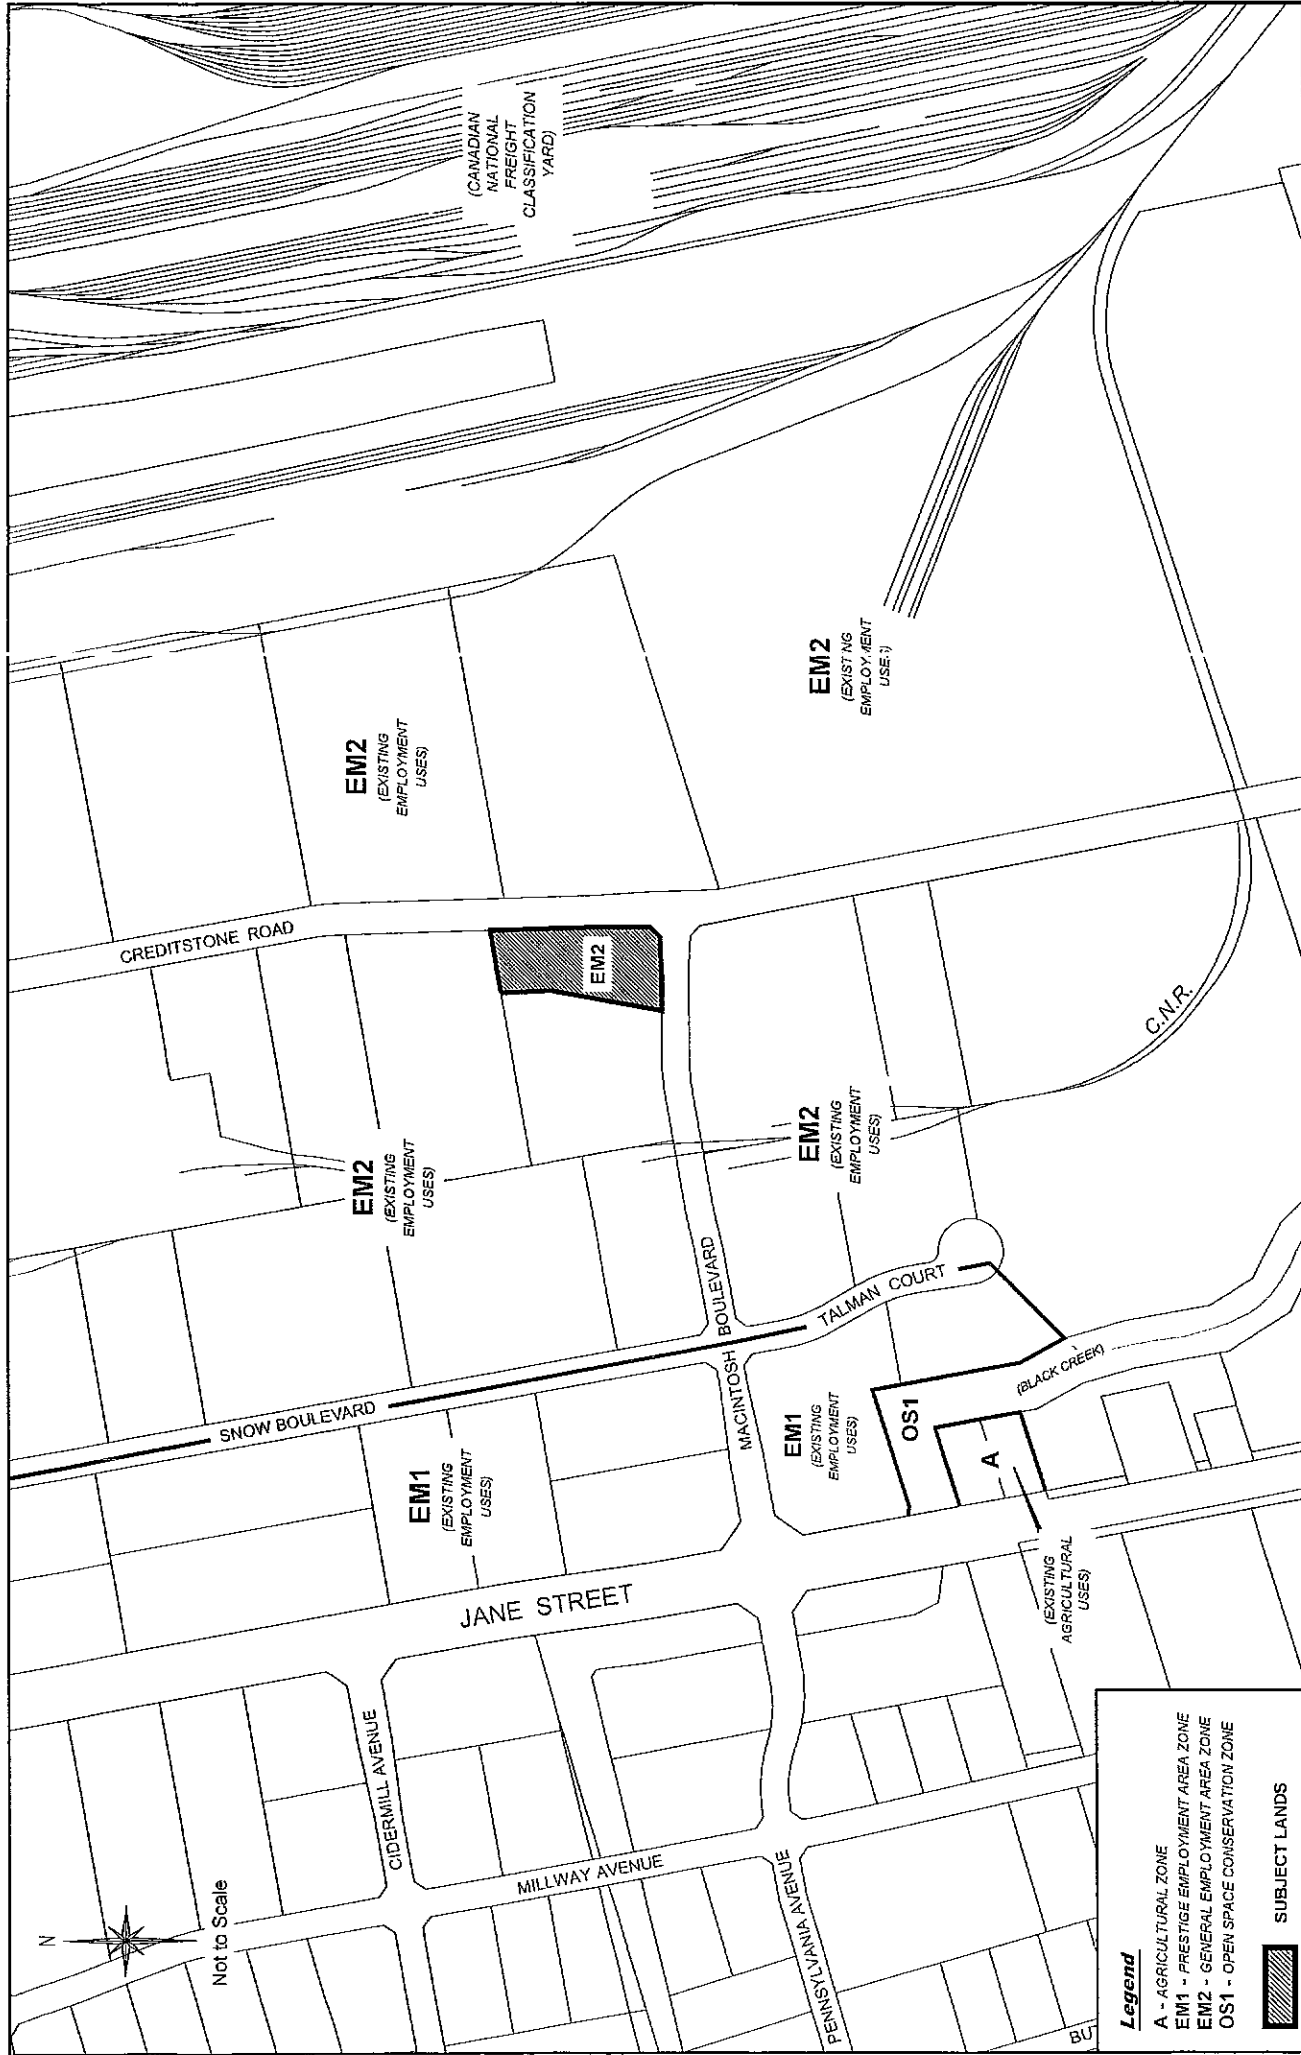 N
Not to Scale
CIDERMILL AVENUE
MILLWAY AVENUE
PENNSYLVANIA AVENUE
JANE STREET
SNOW BOULEVARD
MACINTOSH BOULEVARD
TALMAN COURT
CREDITSTONE ROAD
(CANADIAN
NATIONAL
FREIGHT
CLASSIFICATION
YARD)
EM2
(EXISTING
EMPLOYMENT
USES)
EM2
(EXISTING
EMPLOYMENT
USES)
EM2
EM2
(EXISTING
EMPLOYMENT
USES)
EM2
(EXISTING
EMPLOYMENT
USES)
EM1
(EXISTING
EMPLOYMENT
USES)
EM1
(EXISTING
EMPLOYMENT
USES)
OS1
A
(BLACK CREEK)
(EXISTING
AGRICULTURAL
USES)
C.N.R.
BUT
Legend
A - AGRICULTURAL ZONE
EM1 - PRESTIGE EMPLOYMENT AREA ZONE
EM2 - GENERAL EMPLOYMENT AREA ZONE
OS1 - OPEN SPACE CONSERVATION ZONE
SUBJECT LANDS